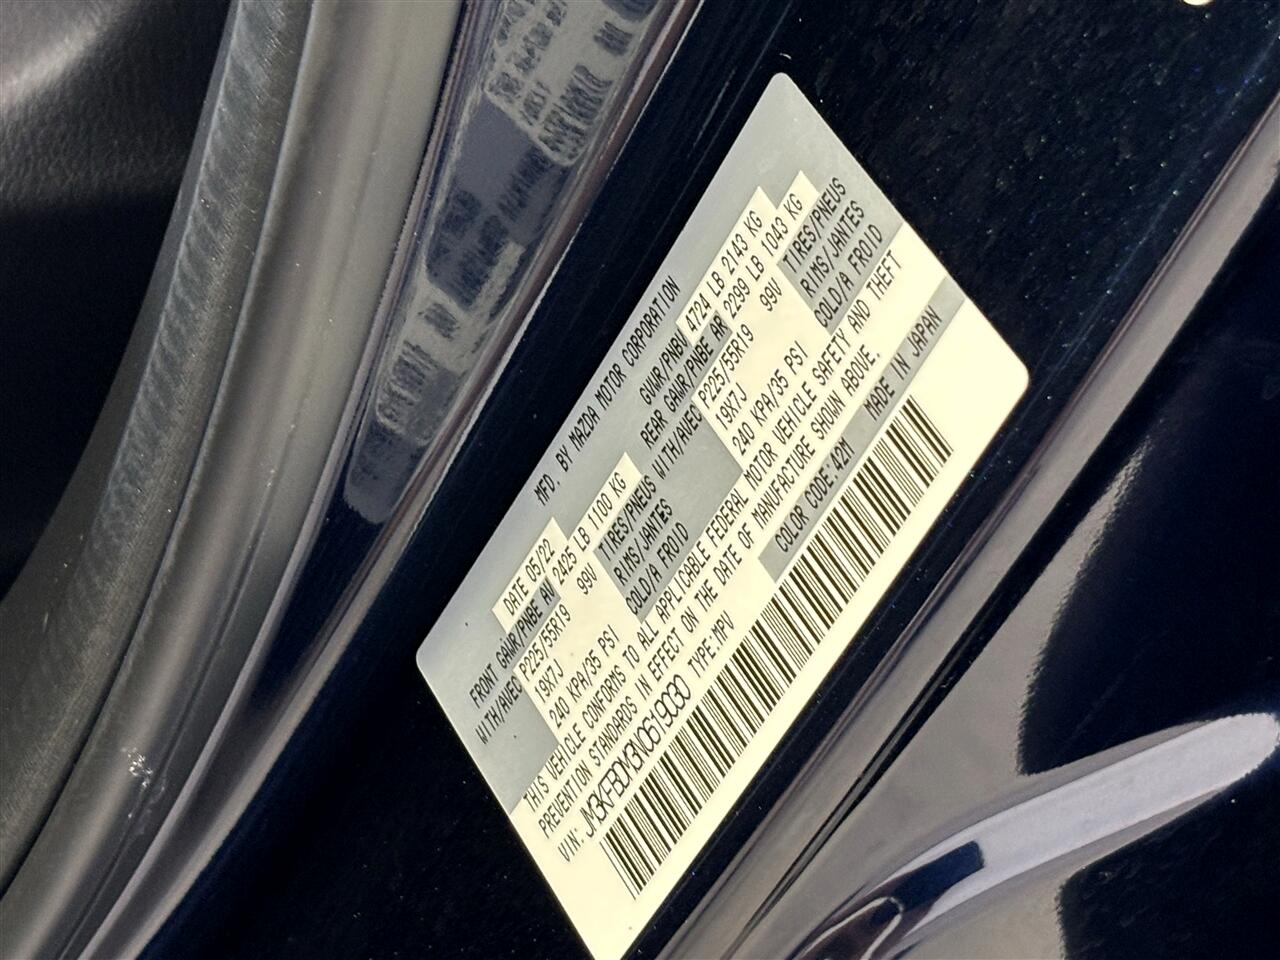 MFD. BY MAZDA MOTOR CORPORATION
DATE 05/22 GVWR/PNBV 4724 LB 2143 KG
FRONT GAWR/PNBE AV 2425 LB 1100 KG REAR GAWR/PNBE AR 2299 LB 1043 KG
WITH/AVEC P225/55R19 99V TIRES/PNEUS WITH/AVEC P225/55R19 99V TIRES/PNEUS
19X7J RIMS/JANTES 19X7J RIMS/JANTES
240 KPA/35 PSI COLD/A FROID 240 KPA/35 PSI COLD/A FROID
THIS VEHICLE CONFORMS TO ALL APPLICABLE FEDERAL MOTOR VEHICLE SAFETY AND THEFT
PREVENTION STANDARDS IN EFFECT ON THE DATE OF MANUFACTURE SHOWN ABOVE.
VIN: JM3KFBDM3N0619030 TYPE:MPV COLOR CODE:42M MADE IN JAPAN